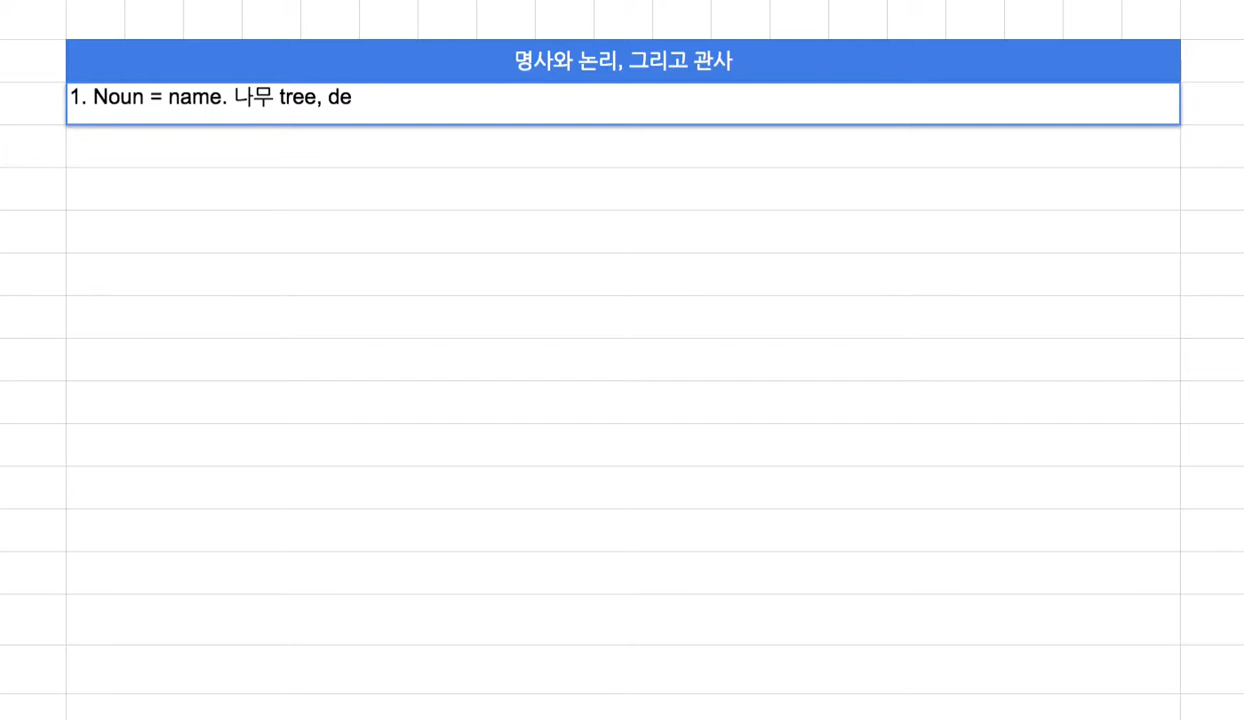 명사와 논리, 그리고 관사
1. Noun = name. 나무 tree, de